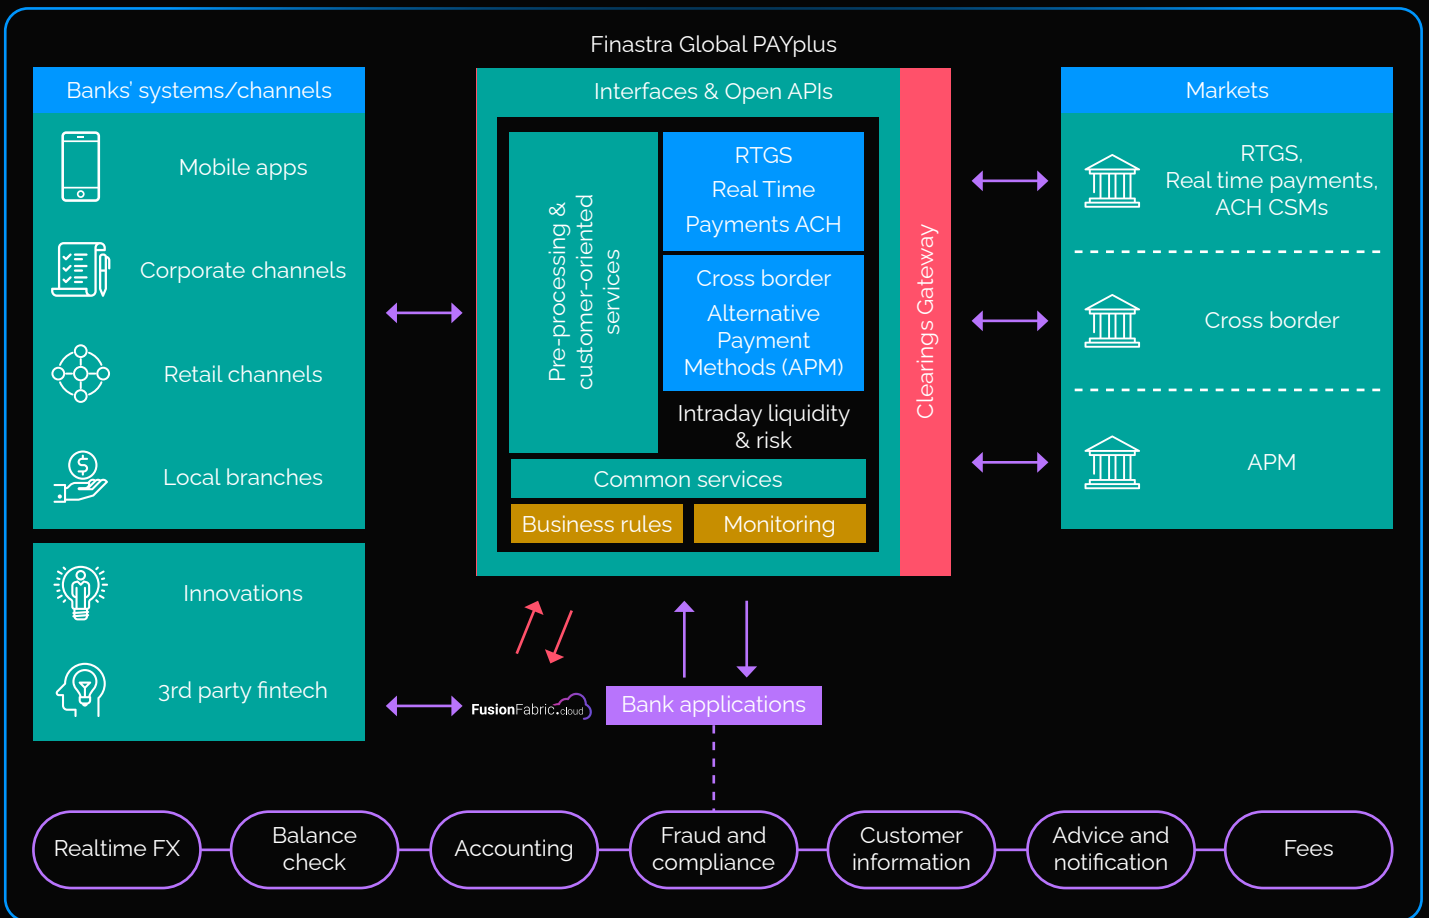 Finastra Global PAYplus
Banks’ systems/channels
Mobile apps
Corporate channels
Retail channels
Local branches
Innovations
3rd party fintech
Interfaces & Open APIs
Pre-processing &
customer-oriented
services
RTGS
Real Time
Payments ACH
Cross border
Alternative
Payment
Methods (APM)
Intraday liquidity
& risk
Common services
Business rules
Monitoring
Clearings Gateway
Markets
RTGS,
Real time payments,
ACH CSMs
Cross border
APM
FusionFabric.cloud
Bank applications
Realtime FX
Balance
check
Accounting
Fraud and
compliance
Customer
information
Advice and
notification
Fees